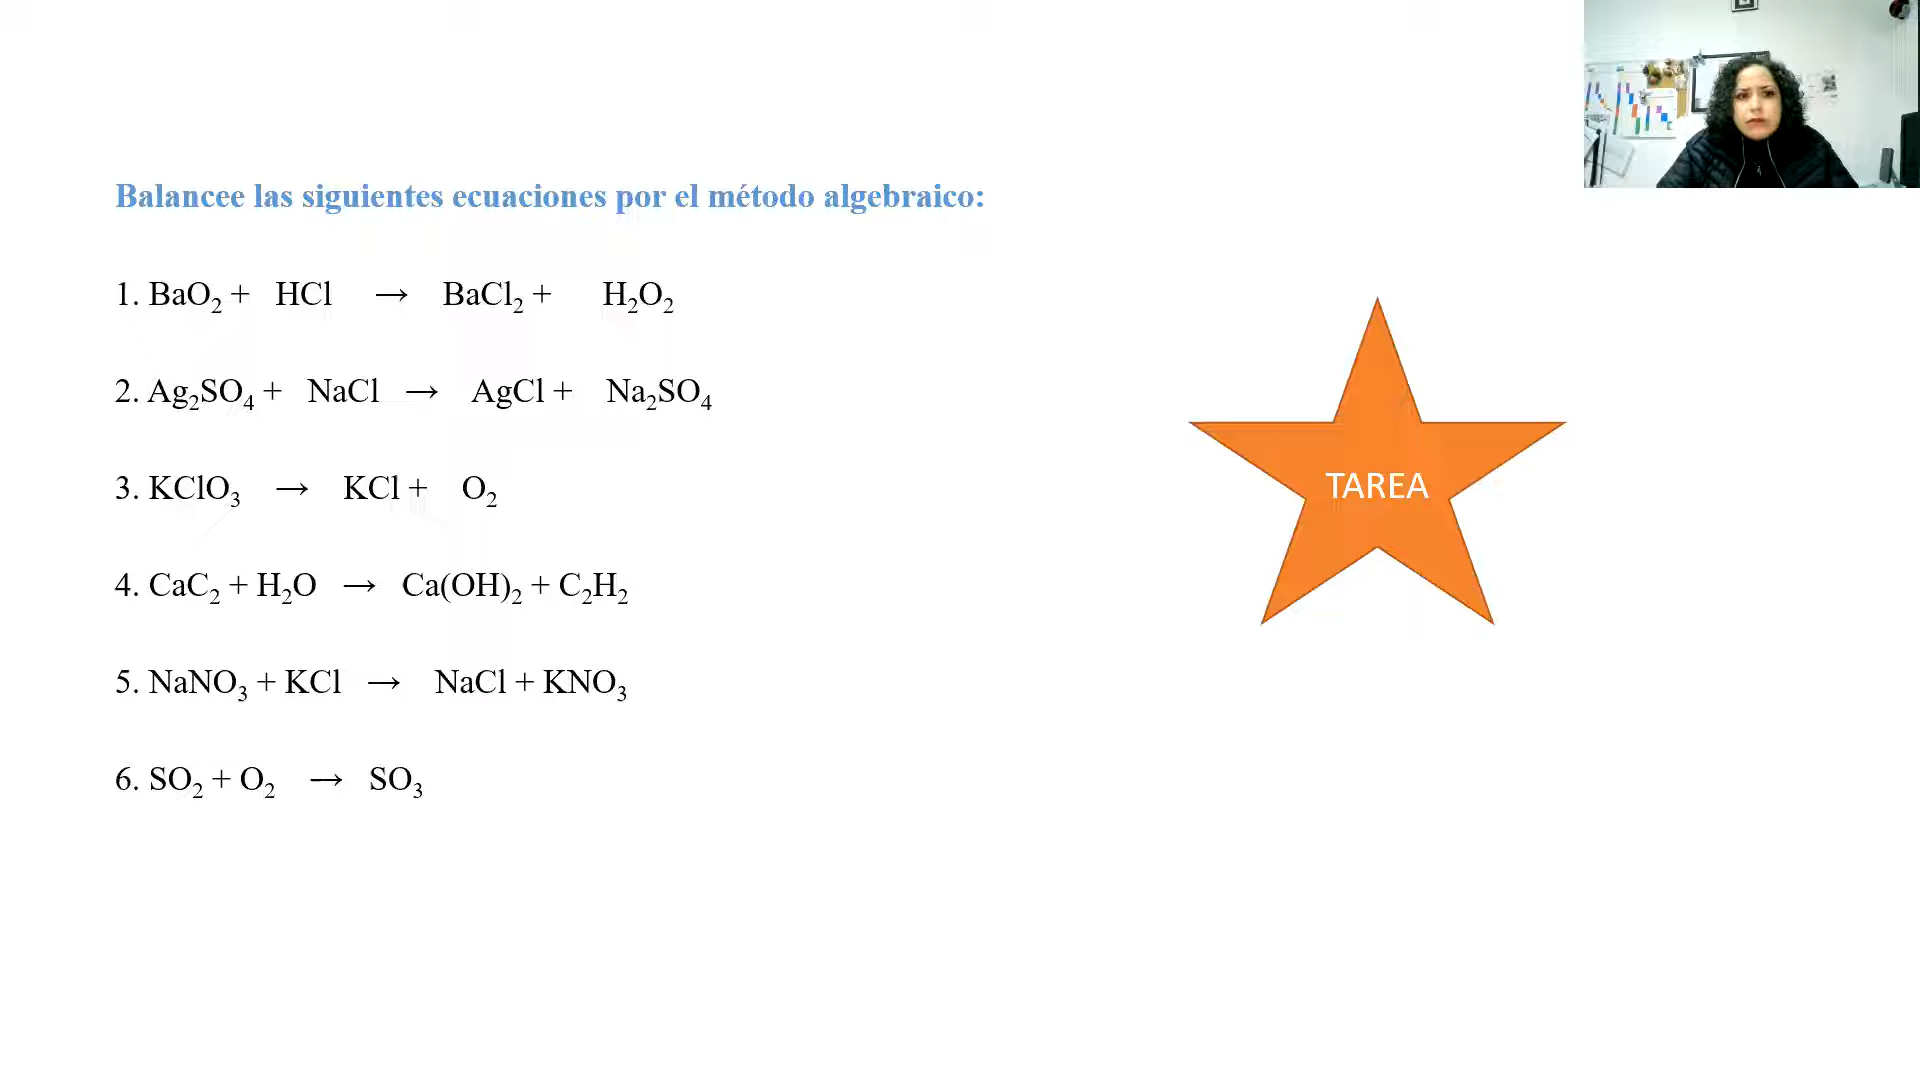 Balancee las siguientes ecuaciones por el método algebraico:
1. BaO₂ + HCl → BaCl₂ + H₂O₂
2. Ag₂SO₄ + NaCl → AgCl + Na₂SO₄
3. KClO₃ → KCl + O₂
4. CaC₂ + H₂O → Ca(OH)₂ + C₂H₂
5. NaNO₃ + KCl → NaCl + KNO₃
6. SO₂ + O₂ → SO₃
TAREA